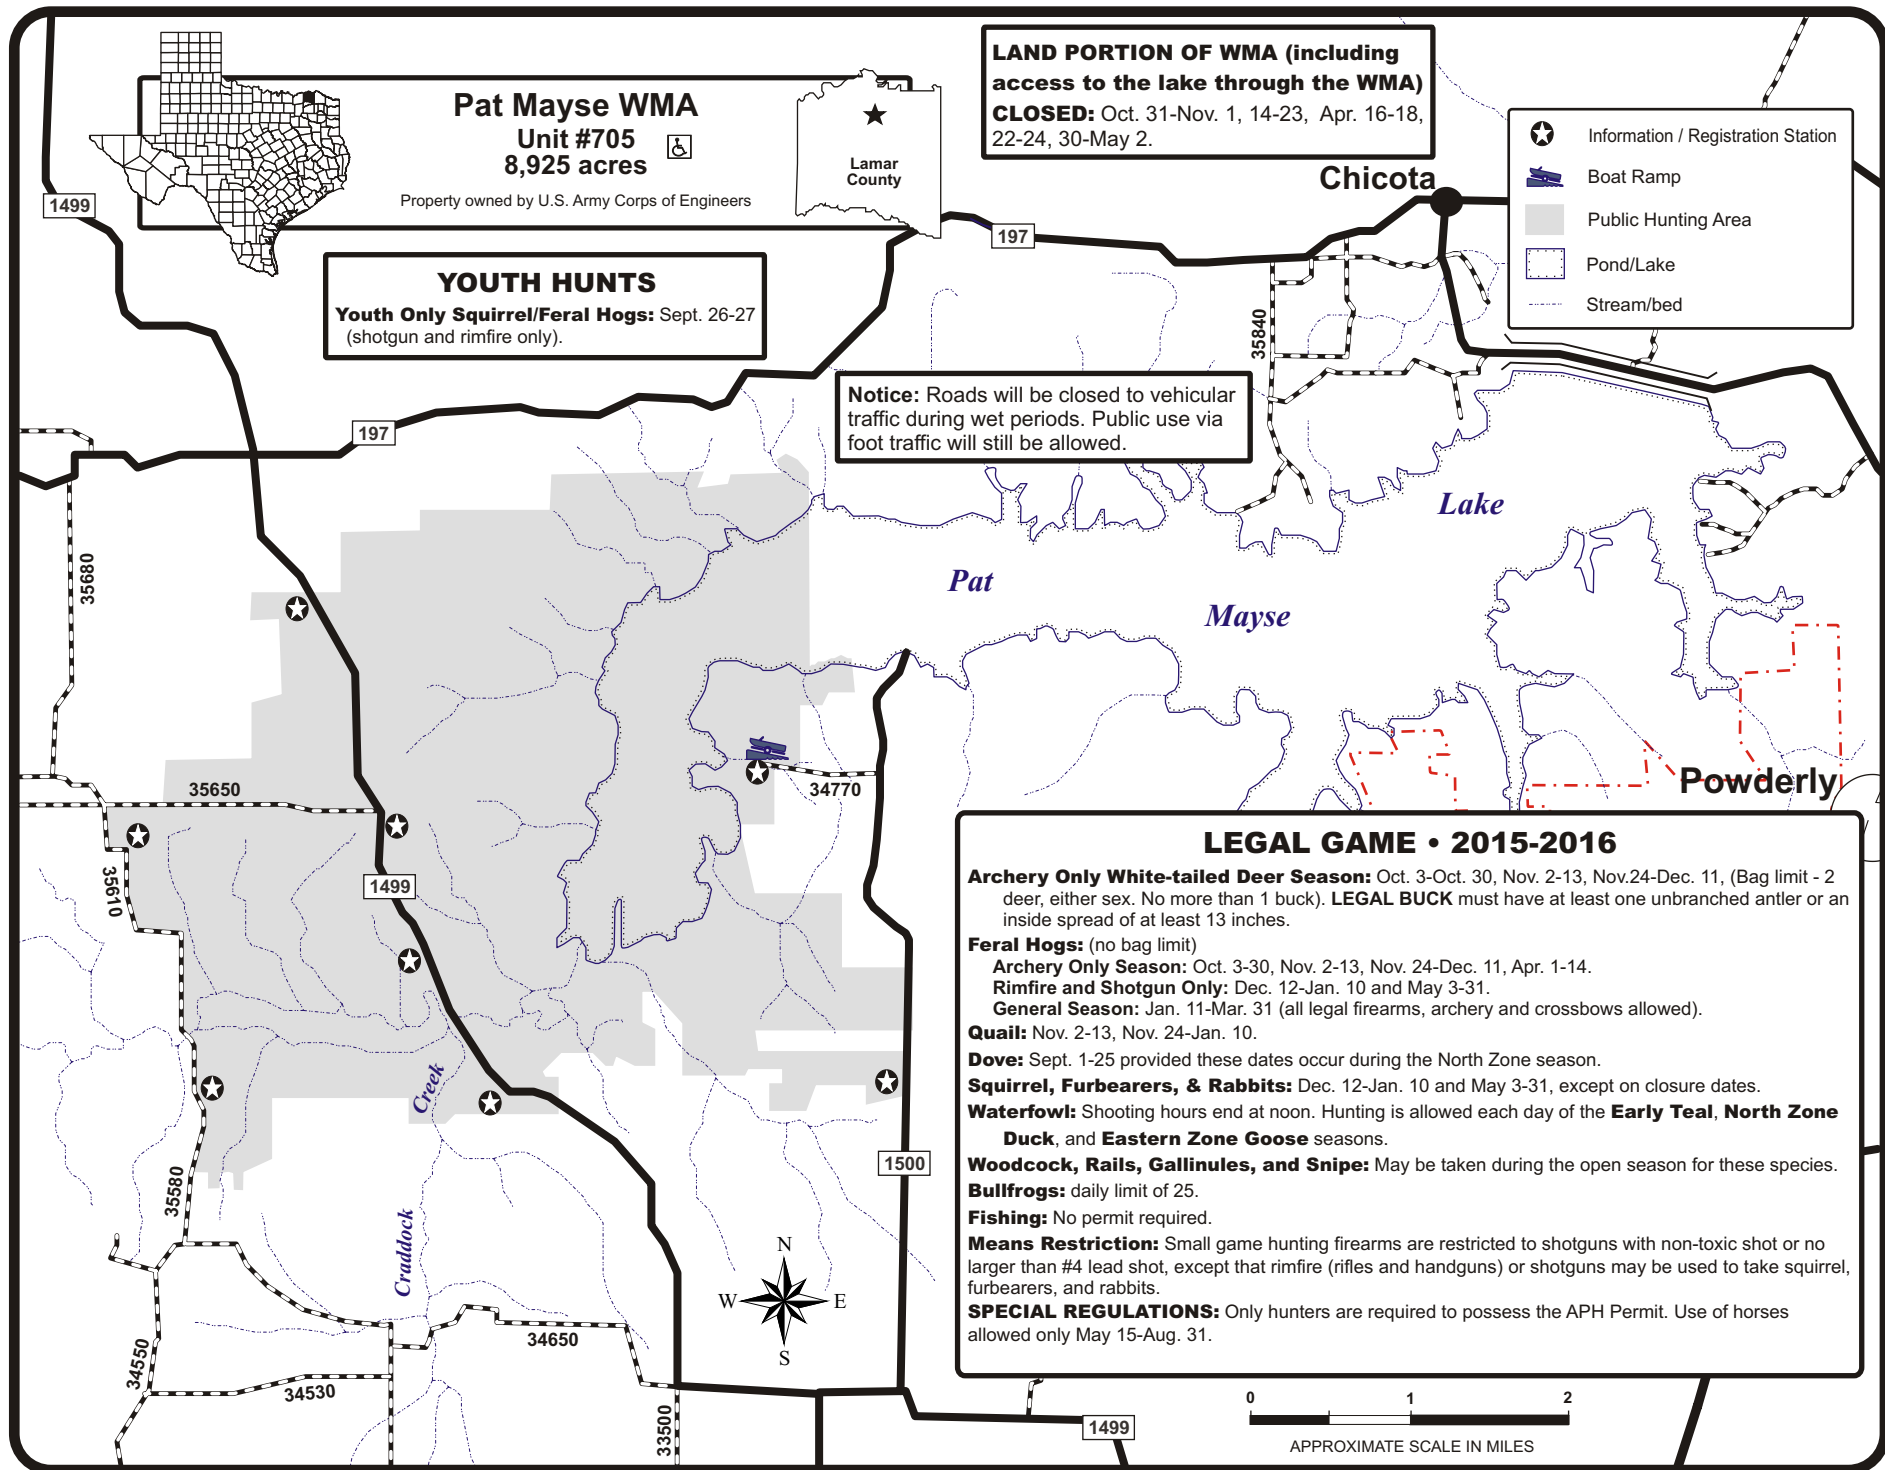 Pat Mayse WMA
Unit #705
8,925 acres
Property owned by U.S. Army Corps of Engineers
Lamar
County
LAND PORTION OF WMA (including
access to the lake through the WMA)
CLOSED: Oct. 31-Nov. 1, 14-23, Apr. 16-18,
22-24, 30-May 2.
Information / Registration Station
Boat Ramp
Public Hunting Area
Pond/Lake
Stream/bed
YOUTH HUNTS
Youth Only Squirrel/Feral Hogs: Sept. 26-27
(shotgun and rimfire only).
Notice: Roads will be closed to vehicular
traffic during wet periods. Public use via
foot traffic will still be allowed.
Chicota
1499
197
197
35840
35680
Lake
Pat
Mayse
35650
34770
Powderly
35610
1499
Creek
Craddock
35580
1500
34550
34530
34650
33500
1499
N
W
E
S
LEGAL GAME • 2015-2016
Archery Only White-tailed Deer Season: Oct. 3-Oct. 30, Nov. 2-13, Nov.24-Dec. 11, (Bag limit - 2
deer, either sex. No more than 1 buck). LEGAL BUCK must have at least one unbranched antler or an
inside spread of at least 13 inches.
Feral Hogs: (no bag limit)
Archery Only Season: Oct. 3-30, Nov. 2-13, Nov. 24-Dec. 11, Apr. 1-14.
Rimfire and Shotgun Only: Dec. 12-Jan. 10 and May 3-31.
General Season: Jan. 11-Mar. 31 (all legal firearms, archery and crossbows allowed).
Quail: Nov. 2-13, Nov. 24-Jan. 10.
Dove: Sept. 1-25 provided these dates occur during the North Zone season.
Squirrel, Furbearers, & Rabbits: Dec. 12-Jan. 10 and May 3-31, except on closure dates.
Waterfowl: Shooting hours end at noon. Hunting is allowed each day of the Early Teal, North Zone
Duck, and Eastern Zone Goose seasons.
Woodcock, Rails, Gallinules, and Snipe: May be taken during the open season for these species.
Bullfrogs: daily limit of 25.
Fishing: No permit required.
Means Restriction: Small game hunting firearms are restricted to shotguns with non-toxic shot or no
larger than #4 lead shot, except that rimfire (rifles and handguns) or shotguns may be used to take squirrel,
furbearers, and rabbits.
SPECIAL REGULATIONS: Only hunters are required to possess the APH Permit. Use of horses
allowed only May 15-Aug. 31.
0 1 2
APPROXIMATE SCALE IN MILES